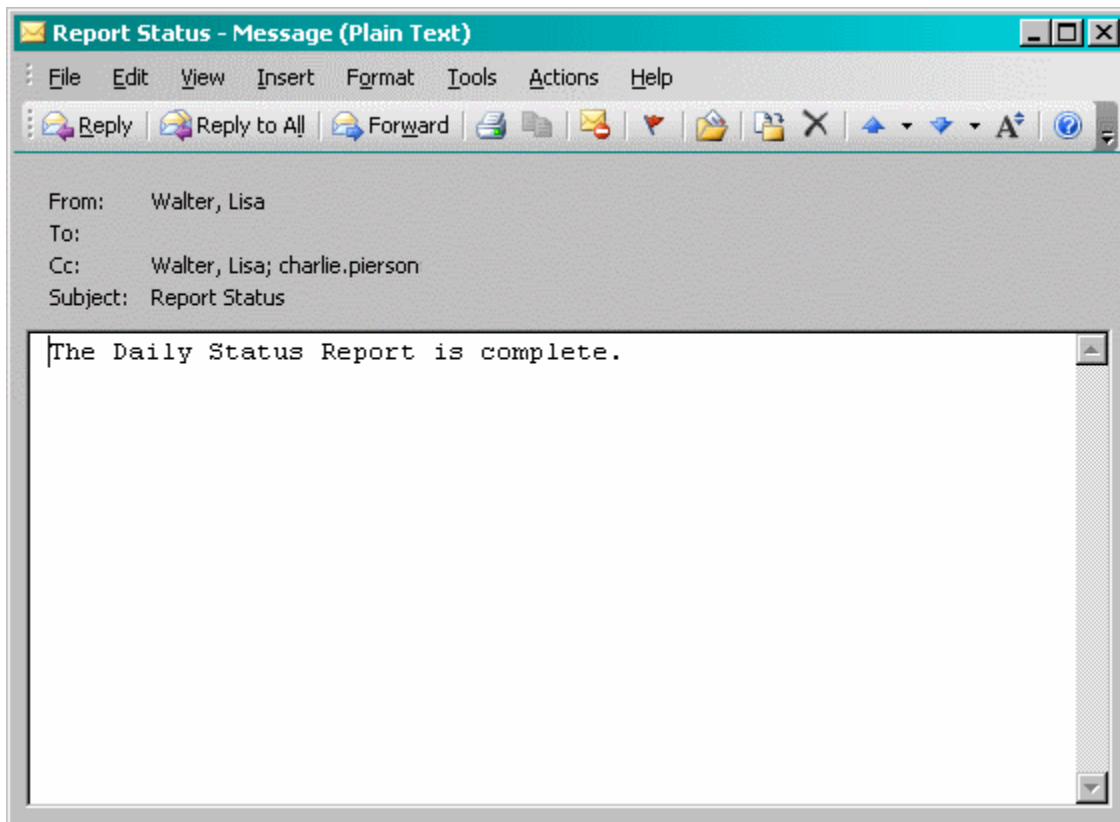 Report Status - Message (Plain Text)
File Edit View Insert Format Tools Actions Help
Reply Reply to All Forward A
From: Walter, Lisa
To:
Cc: Walter, Lisa; charlie.pierson
Subject: Report Status
The Daily Status Report is complete.